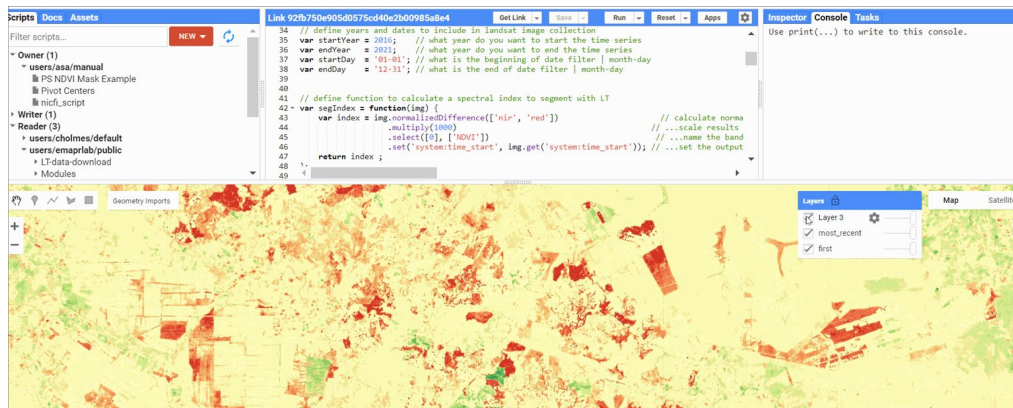 Scripts Docs Assets
Filter scripts...
NEW
Owner (1)
users/asa/manual
PS NDVI Mask Example
Pivot Centers
nicfi_script
Writer (1)
Reader (3)
users/cholmes/default
users/emaprlab/public
LT-data-download
Modules
Link 92fb750e905d0575cd40e2b00985a8e4
Get Link Save Run Reset Apps
34 // define years and dates to include in landsat image collection
35 var startYear = 2016; // what year do you want to start the time series
36 var endYear = 2021; // what year do you want to end the time series
37 var startDay = '01-01'; // what is the beginning of date filter | month-day
38 var endDay = '12-31'; // what is the end of date filter | month-day
39
40
41 // define function to calculate a spectral index to segment with LT
42 var segIndex = function(img) {
43 var index = img.normalizedDifference(['nir', 'red']) // calculate norma
44 .multiply(1000) // ...scale results
45 .select([0], ['NDVI']) // ...name the band
46 .set('system:time_start', img.get('system:time_start')); // ...set the output
47 return index ;
48 };
49
Inspector Console Tasks
Use print(...) to write to this console.
Geometry Imports
+
−
Layers
Layer 3
most_recent
first
Map Satellite